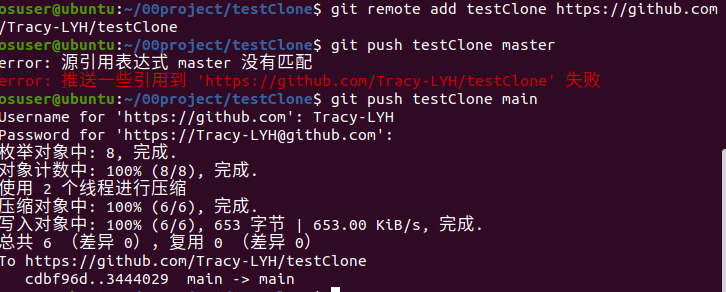 osuser@ubuntu:~/00project/testClone$ git remote add testClone https://github.com
/Tracy-LYH/testClone
osuser@ubuntu:~/00project/testClone$ git push testClone master
error: 源引用表达式 master 没有匹配
error: 推送一些引用到 'https://github.com/Tracy-LYH/testClone' 失败
osuser@ubuntu:~/00project/testClone$ git push testClone main
Username for 'https://github.com': Tracy-LYH
Password for 'https://Tracy-LYH@github.com':
枚举对象中: 8, 完成.
对象计数中: 100% (8/8), 完成.
使用 2 个线程进行压缩
压缩对象中: 100% (6/6), 完成.
写入对象中: 100% (6/6), 653 字节 | 653.00 KiB/s, 完成.
总共 6 （差异 0），复用 0 （差异 0）
To https://github.com/Tracy-LYH/testClone
   cdbf96d..3444029  main -> main